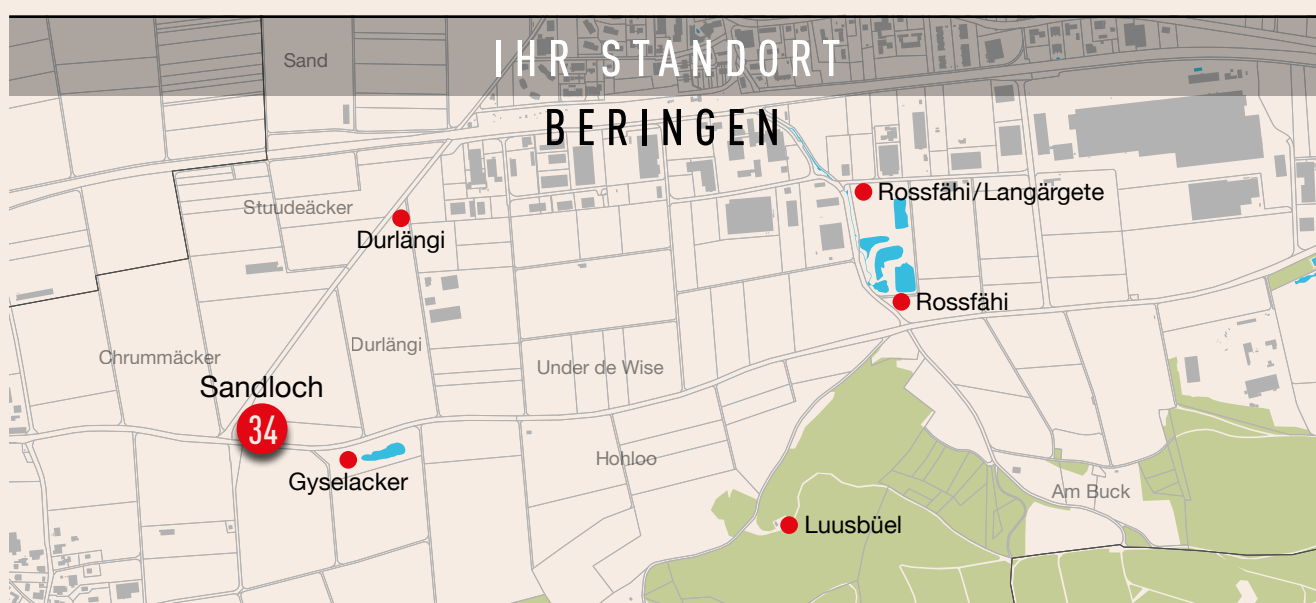 Sand
IHR STANDORT
BERINGEN
Rossfähi/Langärgete
Stuudeäcker
Durlängi
Rossfähi
Durlängi
Chrummäcker
Under de Wise
Sandloch
34
Hohloo
Gyselacker
Am Buck
Luusbüel